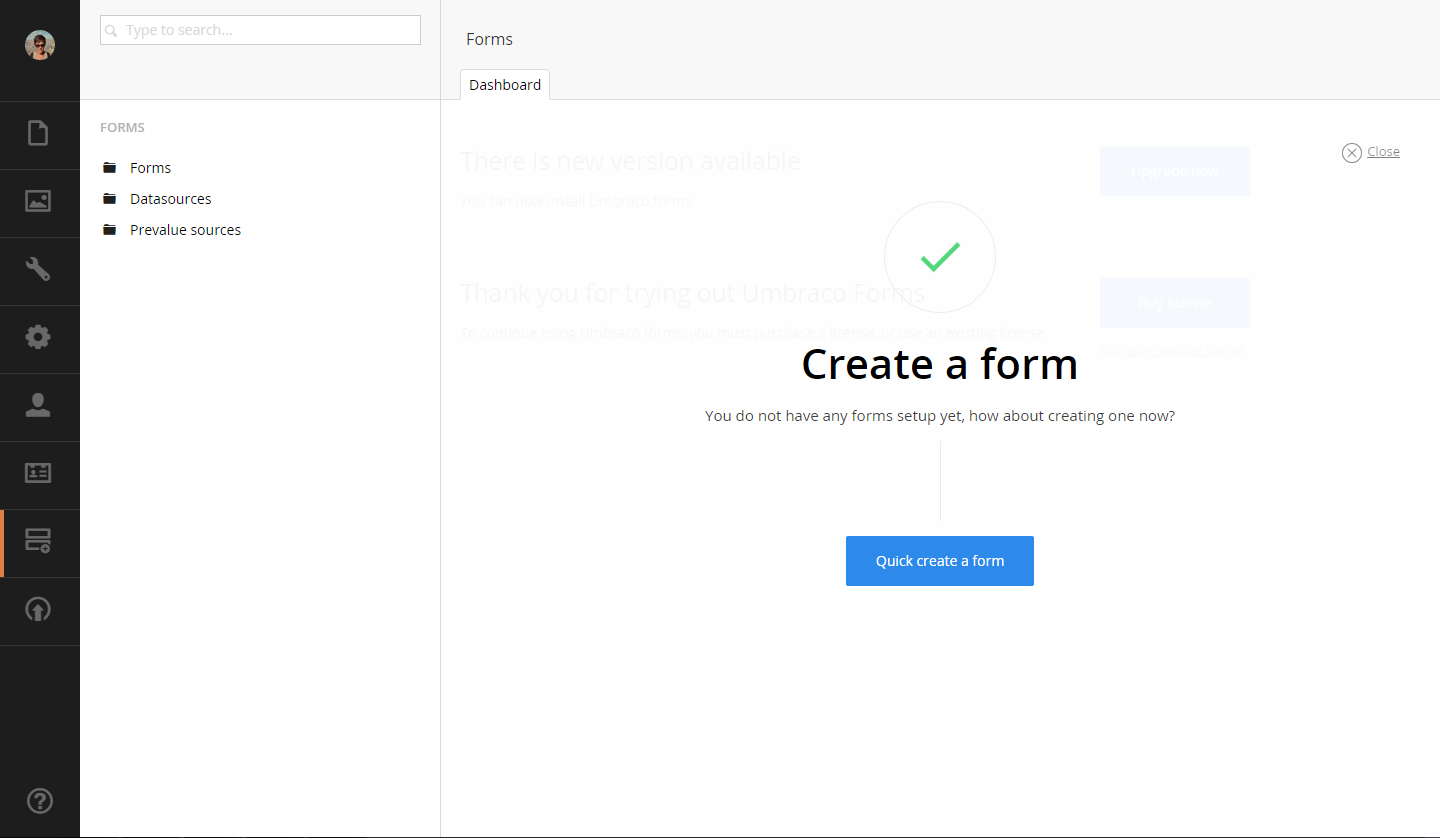 Type to search...
Forms
Dashboard
FORMS
Forms
Datasources
Prevalue sources
There is new version available
Upgrade now
Close
You can now install Umbraco forms
Thank you for trying out Umbraco Forms
Buy license
To continue using Umbraco forms, you must purchase a license, or use an existing license
Create a form
You do not have any forms setup yet, how about creating one now?
Quick create a form